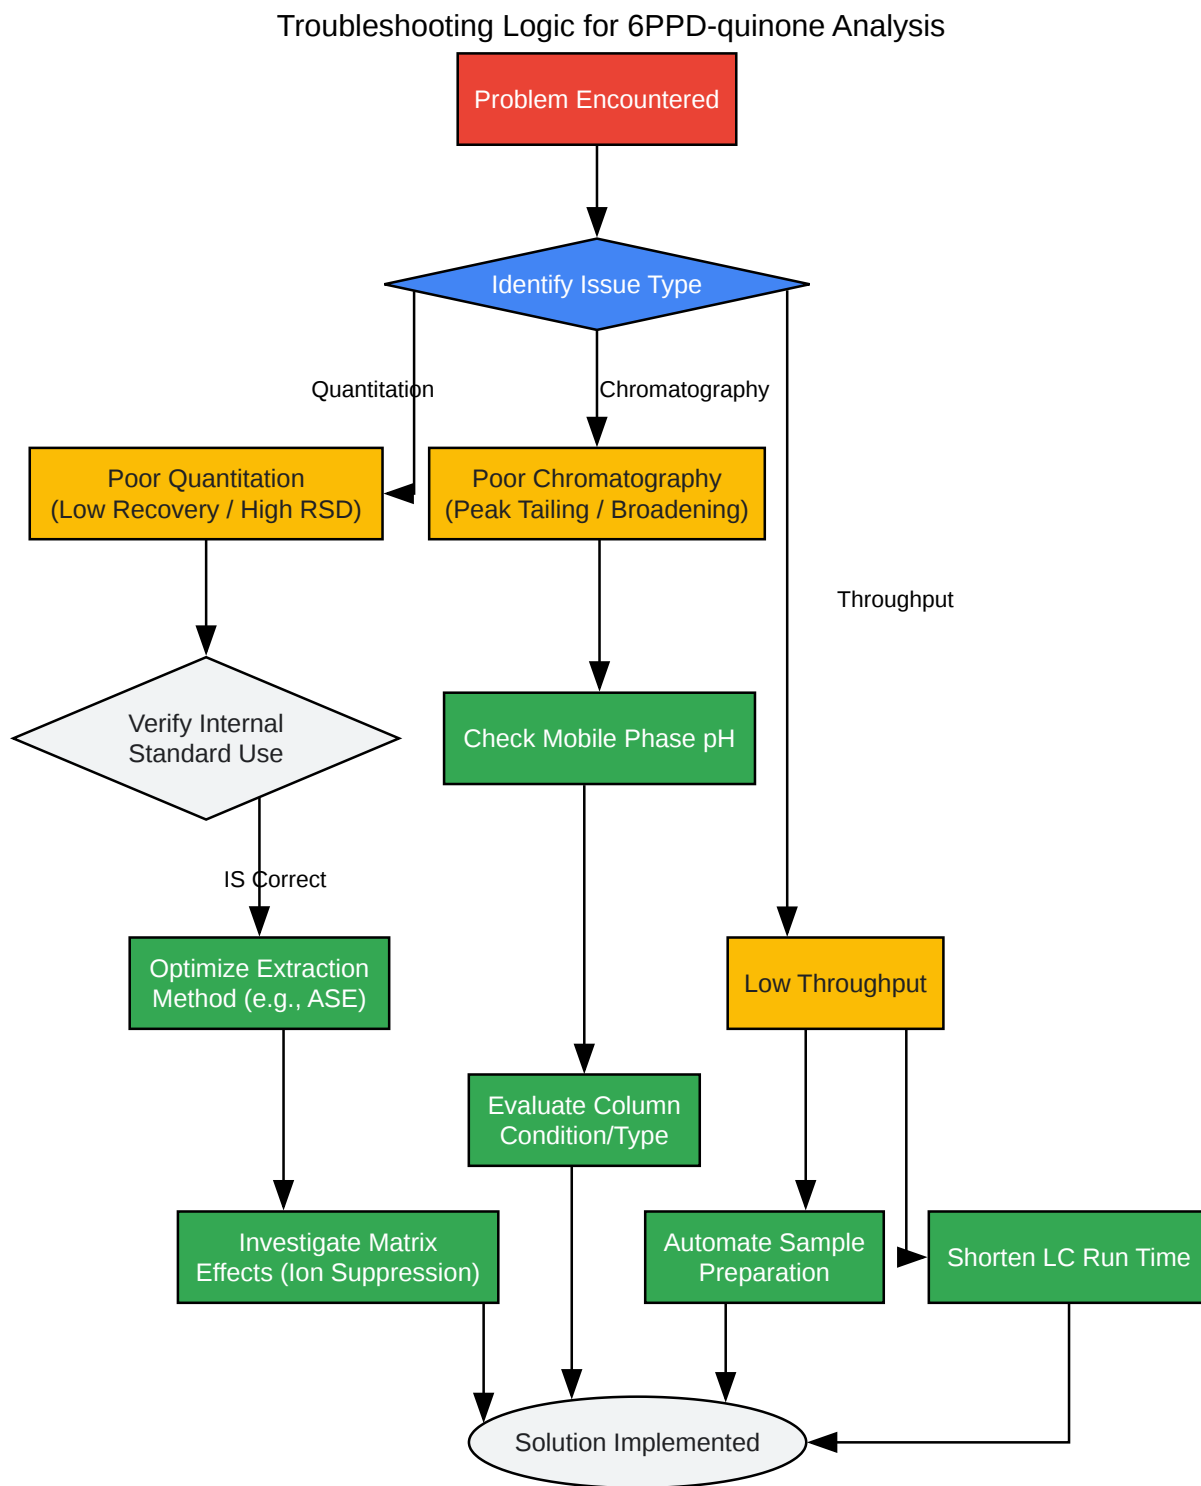 Troubleshooting Logic for 6PPD-quinone Analysis
Problem Encountered
Identify Issue Type
Quantitation
Chromatography
Poor Quantitation
(Low Recovery / High RSD)
Poor Chromatography
(Peak Tailing / Broadening)
Throughput
Verify Internal
Standard Use
Check Mobile Phase pH
IS Correct
Optimize Extraction
Method (e.g., ASE)
Low Throughput
Evaluate Column
Condition/Type
Investigate Matrix
Effects (Ion Suppression)
Automate Sample
Preparation
Shorten LC Run Time
Solution Implemented